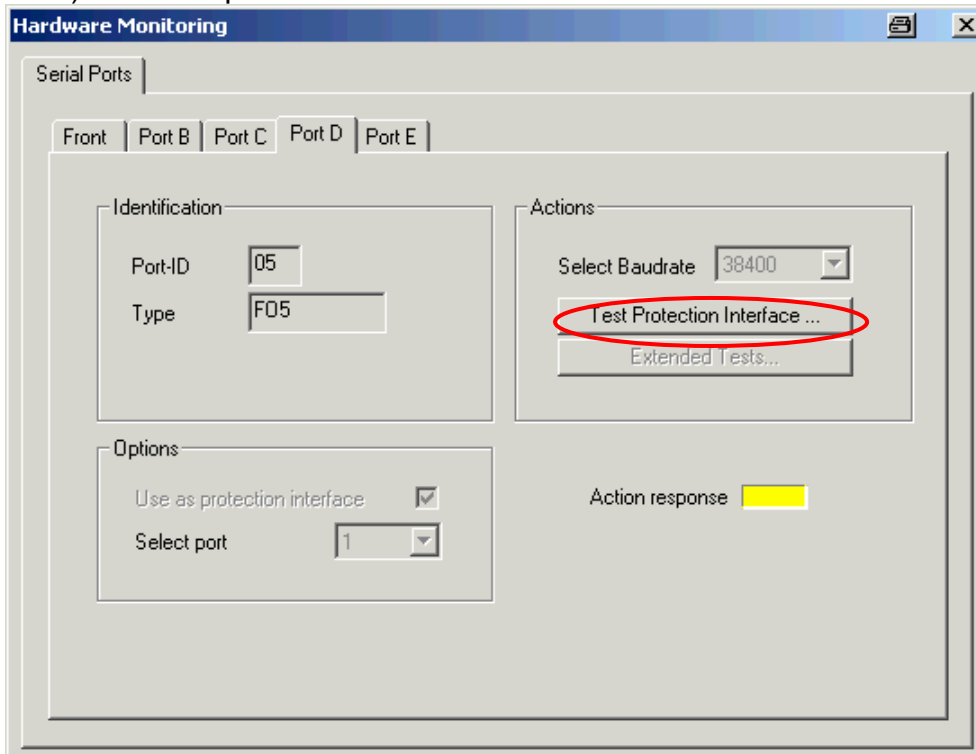 Hardware Monitoring
Serial Ports
Front Port B Port C Port D Port E
Identification
Port-ID 05
Type FO5
Actions
Select Baudrate 38400
Test Protection Interface ...
Extended Tests...
Options
Use as protection interface
Select port 1
Action response